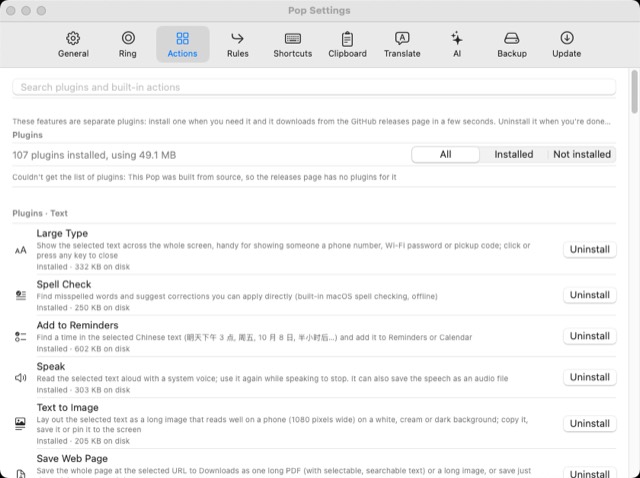 Pop Settings
General
Ring
Actions
Rules
Shortcuts
Clipboard
Translate
AI
Backup
Update
Search plugins and built-in actions
These features are separate plugins: install one when you need it and it downloads from the GitHub releases page in a few seconds. Uninstall it when you're done...
Plugins
107 plugins installed, using 49.1 MB
All
Installed
Not installed
Couldn't get the list of plugins: This Pop was built from source, so the releases page has no plugins for it
Plugins · Text
Large Type
Show the selected text across the whole screen, handy for showing someone a phone number, Wi-Fi password or pickup code; click or
press any key to close
Installed · 332 KB on disk
Uninstall
Spell Check
Find misspelled words and suggest corrections you can apply directly (built-in macOS spell checking, offline)
Installed · 250 KB on disk
Uninstall
Add to Reminders
Find a time in the selected Chinese text (明天下午 3 点, 周五, 10 月 8 日, 半小时后...) and add it to Reminders or Calendar
Installed · 602 KB on disk
Uninstall
Speak
Read the selected text aloud with a system voice; use it again while speaking to stop. It can also save the speech as an audio file
Installed · 303 KB on disk
Uninstall
Text to Image
Lay out the selected text as a long image that reads well on a phone (1080 pixels wide) on a white, cream or dark background; copy it,
save it or pin it to the screen
Installed · 205 KB on disk
Uninstall
Save Web Page
Save the whole page at the selected URL to Downloads as one long PDF (with selectable, searchable text) or a long image, or save just
Uninstall